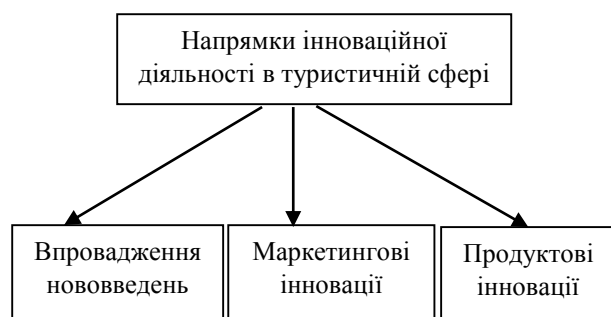 Напрямки інноваційної
діяльності в туристичній сфері
Впровадження
нововведень
Маркетингові
інновації
Продуктові
інновації